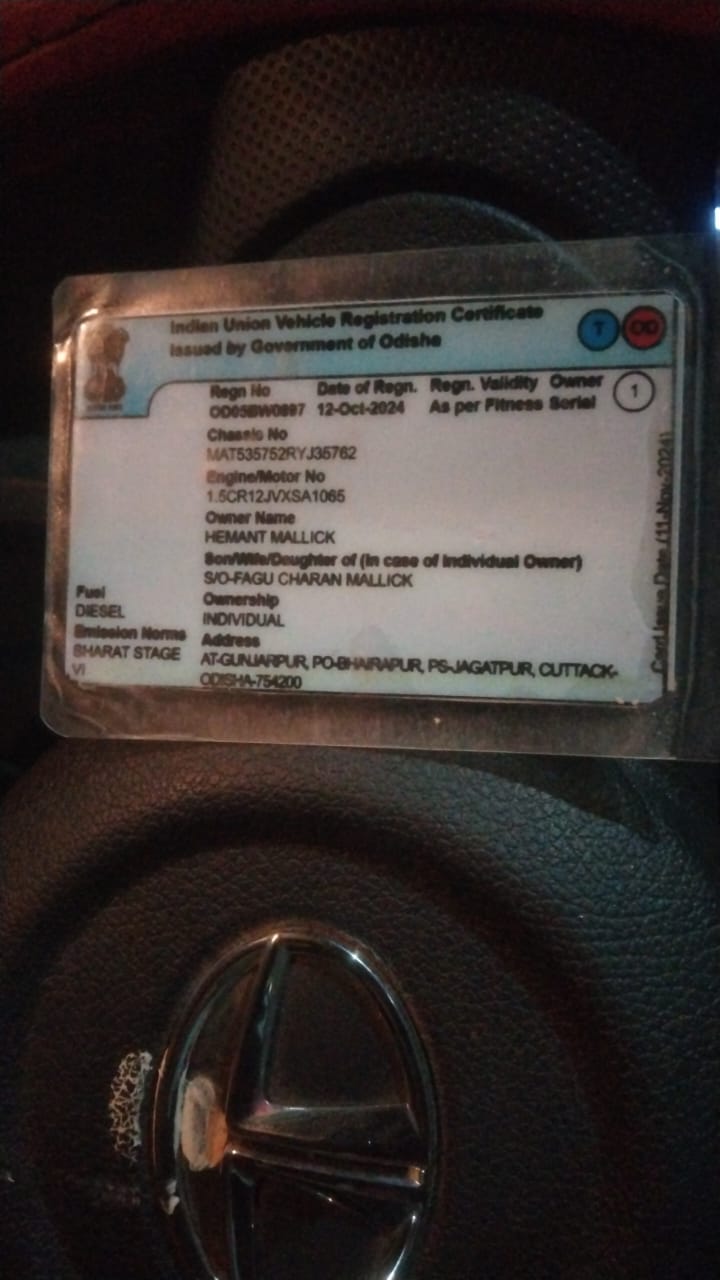 Indian Union Vehicle Registration Certificate
Issued by Government of Odisha
T OD
Regn No Date of Regn. Regn. Validity Owner
OD05BW0897 12-Oct-2024 As per Fitness Serial 1
Chassis No
MAT535752RYJ35762
Engine/Motor No
1.5CR12JVXSA1065
Owner Name
HEMANT MALLICK
Son/Wife/Daughter of (In case of Individual Owner)
S/O-FAGU CHARAN MALLICK
Fuel
DIESEL
Ownership
INDIVIDUAL
Emission Norms
BHARAT STAGE
VI
Address
AT-GUNJARPUR, PO-BHAIRAPUR, PS-JAGATPUR, CUTTACK-
ODISHA-754200
Card Issue Date (11-Nov-2024)